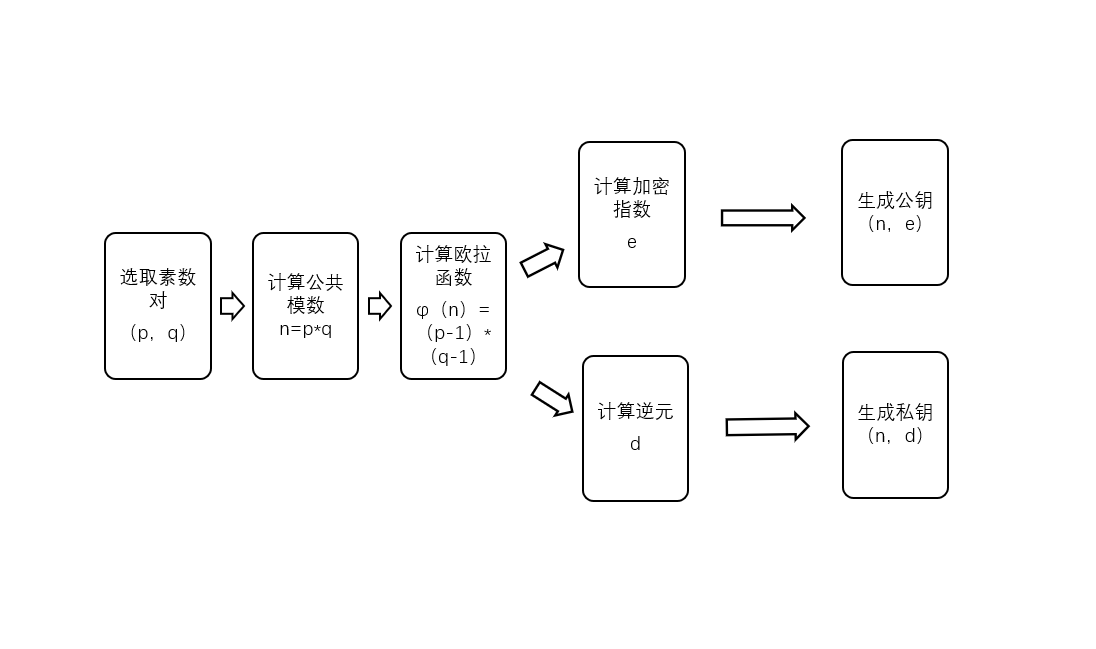 选取素数
对
（p，q）
计算公共
模数
n=p*q
计算欧拉
函数
φ（n）=
（p-1）*
（q-1）
计算加密
指数
e
生成公钥
（n，e）
计算逆元
d
生成私钥
（n，d）